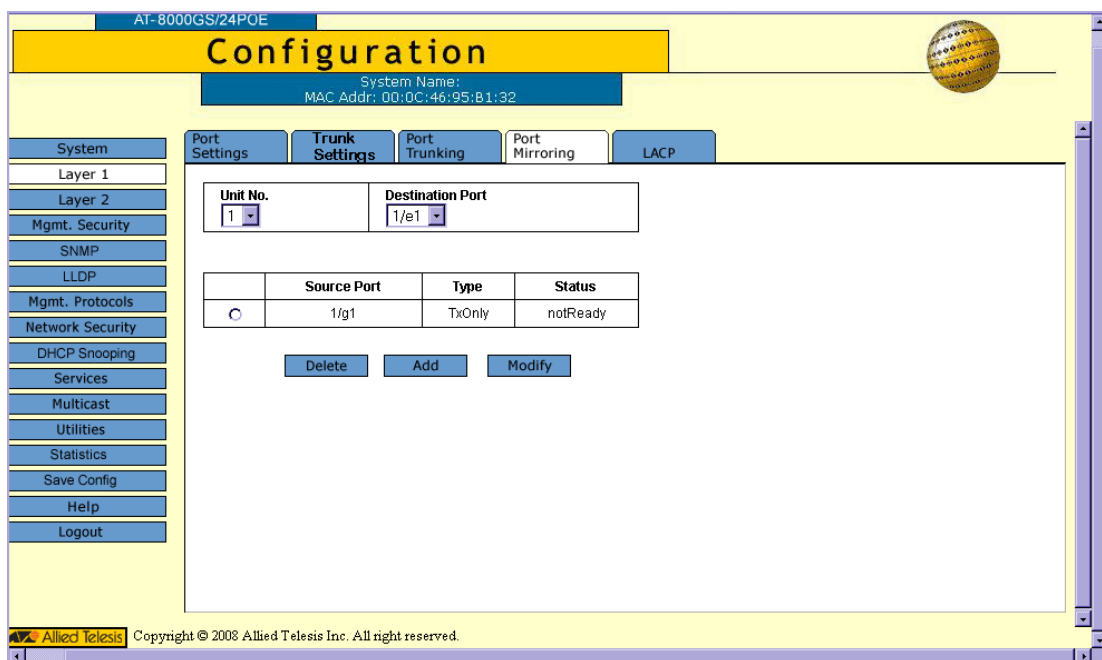 AT-8000GS/24POE
Configuration
System Name:
MAC Addr: 00:0C:46:95:B1:32
System
Layer 1
Layer 2
Mgmt. Security
SNMP
LLDP
Mgmt. Protocols
Network Security
DHCP Snooping
Services
Multicast
Utilities
Statistics
Save Config
Help
Logout
Port Settings
Trunk Settings
Port Trunking
Port Mirroring
LACP
Unit No. Destination Port
1 1/e1
Source Port Type Status
1/g1 TxOnly notReady
Delete Add Modify
Allied Telesis Copyright © 2008 Allied Telesis Inc. All right reserved.